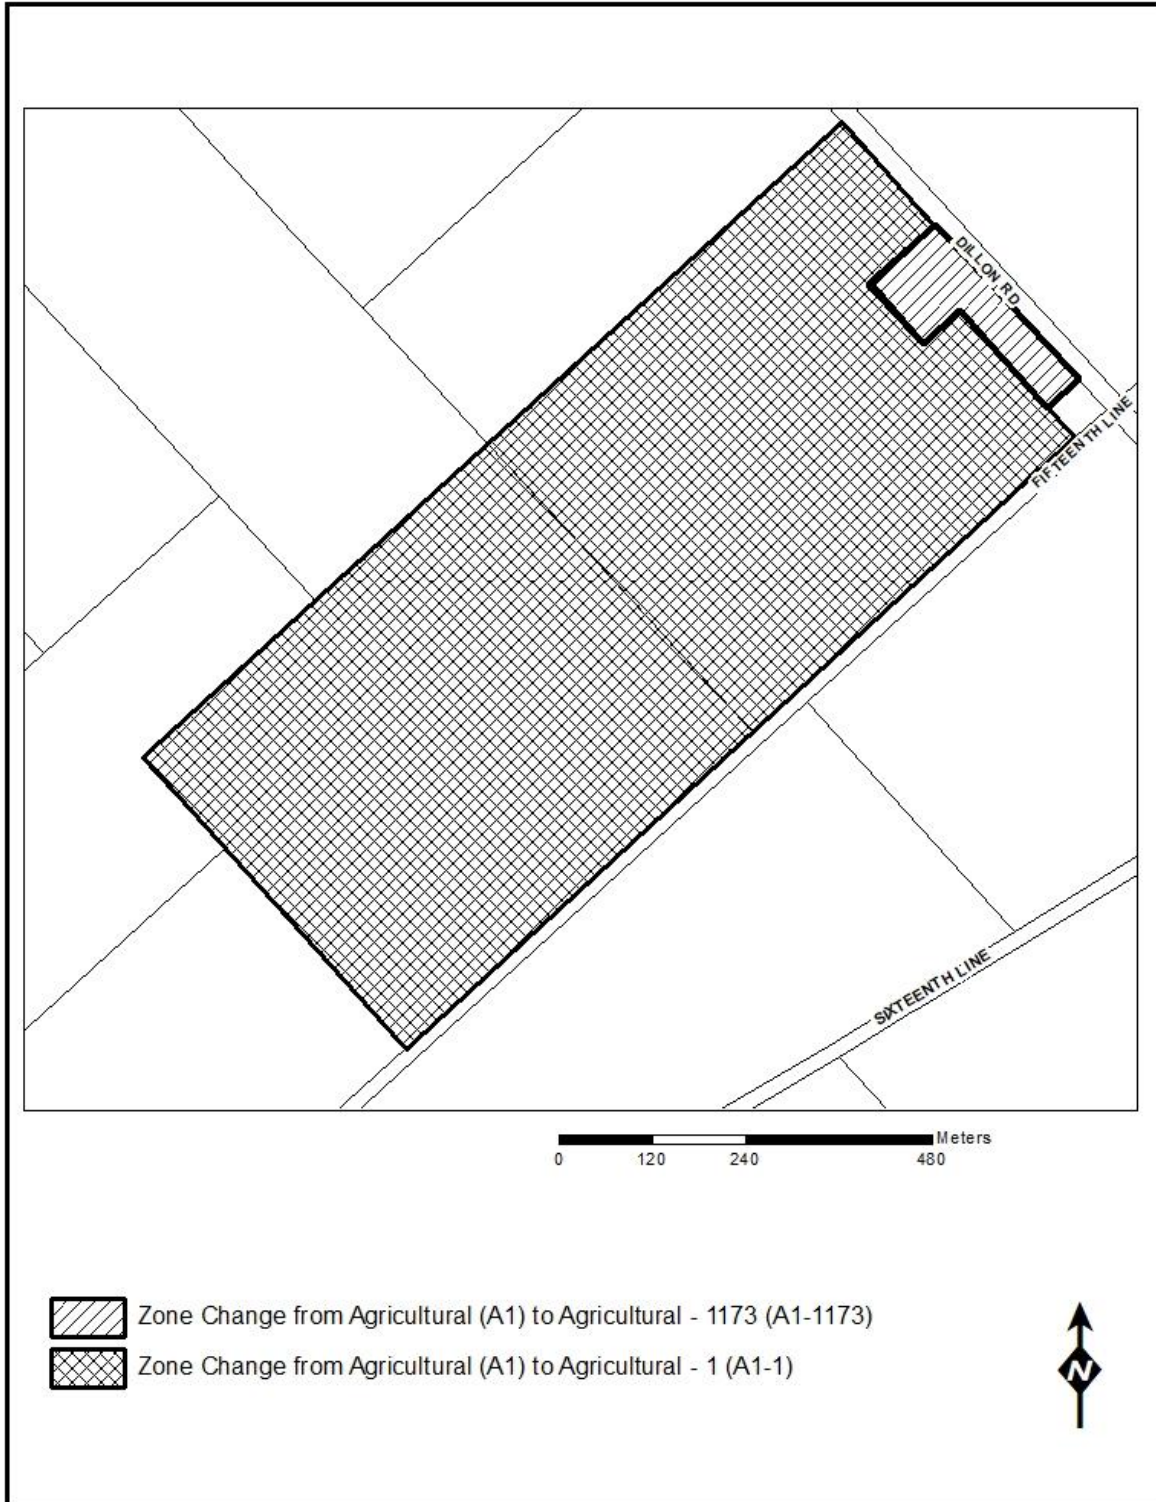 DILLON RD
FIFTEENTH LINE
SIXTEENTH LINE
Meters
0 120 240 480
Zone Change from Agricultural (A1) to Agricultural - 1173 (A1-1173)
Zone Change from Agricultural (A1) to Agricultural - 1 (A1-1)
N